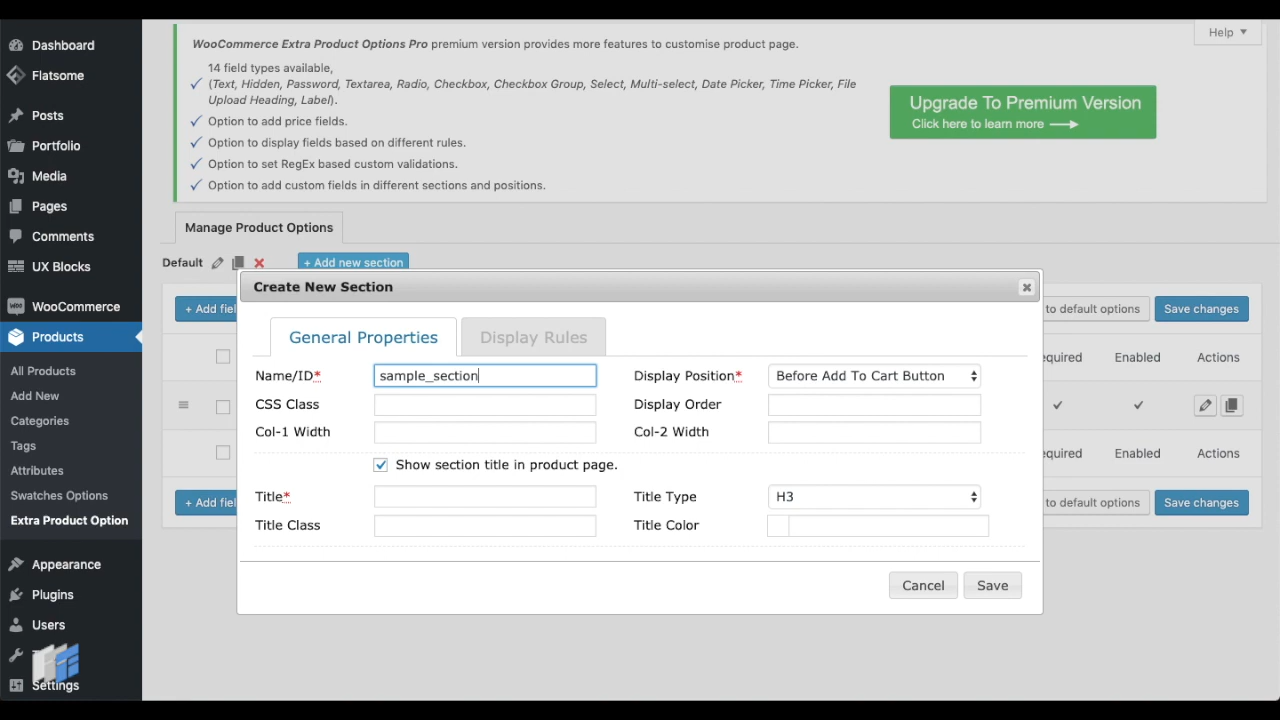 Dashboard
Flatsome
Posts
Portfolio
Media
Pages
Comments
UX Blocks
WooCommerce
Products
All Products
Add New
Categories
Tags
Attributes
Swatches Options
Extra Product Option
Appearance
Plugins
Users
Settings
Help
WooCommerce Extra Product Options Pro premium version provides more features to customise product page.
14 field types available,
(Text, Hidden, Password, Textarea, Radio, Checkbox, Checkbox Group, Select, Multi-select, Date Picker, Time Picker, File
Upload Heading, Label).
Option to add price fields.
Option to display fields based on different rules.
Option to set RegEx based custom validations.
Option to add custom fields in different sections and positions.
Upgrade To Premium Version
Click here to learn more
Manage Product Options
Default
+ Add new section
+ Add fiel
to default options
Save changes
equired
Enabled
Actions
equired
Enabled
Actions
+ Add fiel
to default options
Save changes
Create New Section
General Properties
Display Rules
Name/ID*
sample_section
Display Position*
Before Add To Cart Button
CSS Class
Display Order
Col-1 Width
Col-2 Width
Show section title in product page.
Title*
Title Type
H3
Title Class
Title Color
Cancel
Save